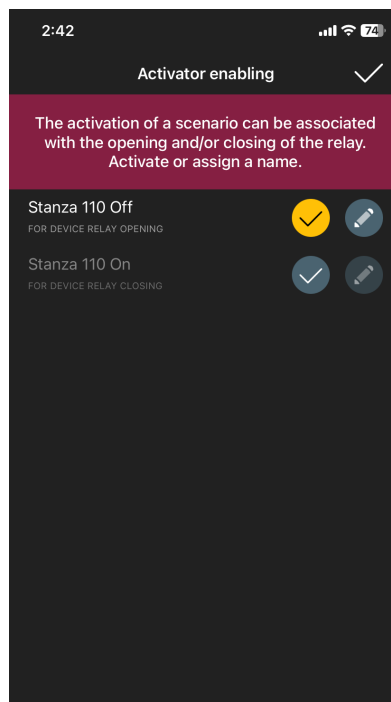 2:42
74
Activator enabling
The activation of a scenario can be associated
with the opening and/or closing of the relay.
Activate or assign a name.
Stanza 110 Off
FOR DEVICE RELAY OPENING
Stanza 110 On
FOR DEVICE RELAY CLOSING